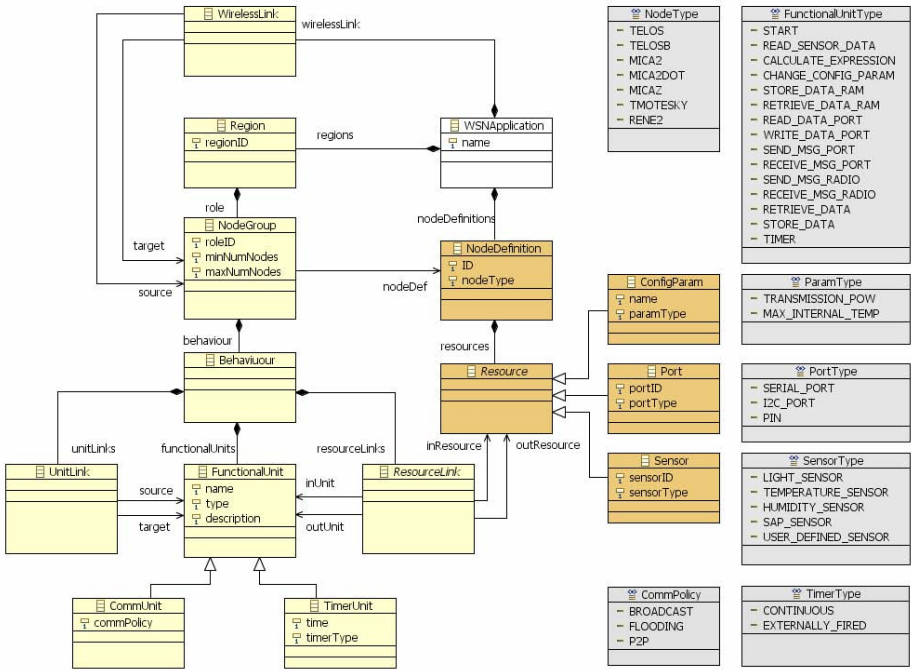 WirelessLink
wirelessLink
NodeType
TELOS
TELOSB
MICA2
MICA2DOT
MICAZ
TMOTESKY
RENE2
FunctionalUnitType
START
READ_SENSOR_DATA
CALCULATE_EXPRESSION
CHANGE_CONFIG_PARAM
STORE_DATA_RAM
RETRIEVE_DATA_RAM
READ_DATA_PORT
WRITE_DATA_PORT
SEND_MSG_PORT
RECEIVE_MSG_PORT
SEND_MSG_RADIO
RECEIVE_MSG_RADIO
RETRIEVE_DATA
STORE_DATA
TIMER
Region
regionID
regions
WSNApplication
name
role
nodeDefinitions
NodeGroup
roleID
minNumNodes
maxNumNodes
target
source
nodeDef
NodeDefinition
ID
nodeType
ConfigParam
name
paramType
ParamType
TRANSMISSION_POW
MAX_INTERNAL_TEMP
behaviour
resources
Behaviuour
Resource
Port
portID
portType
PortType
SERIAL_PORT
I2C_PORT
PIN
unitLinks
functionalUnits
resourceLinks
inResource
outResource
UnitLink
source
target
FunctionalUnit
name
type
description
inUnit
outUnit
ResourceLink
Sensor
sensorID
sensorType
SensorType
LIGHT_SENSOR
TEMPERATURE_SENSOR
HUMIDITY_SENSOR
SAP_SENSOR
USER_DEFINED_SENSOR
CommUnit
commPolicy
TimerUnit
time
timerType
CommPolicy
BROADCAST
FLOODING
P2P
TimerType
CONTINUOUS
EXTERNALLY_FIRED